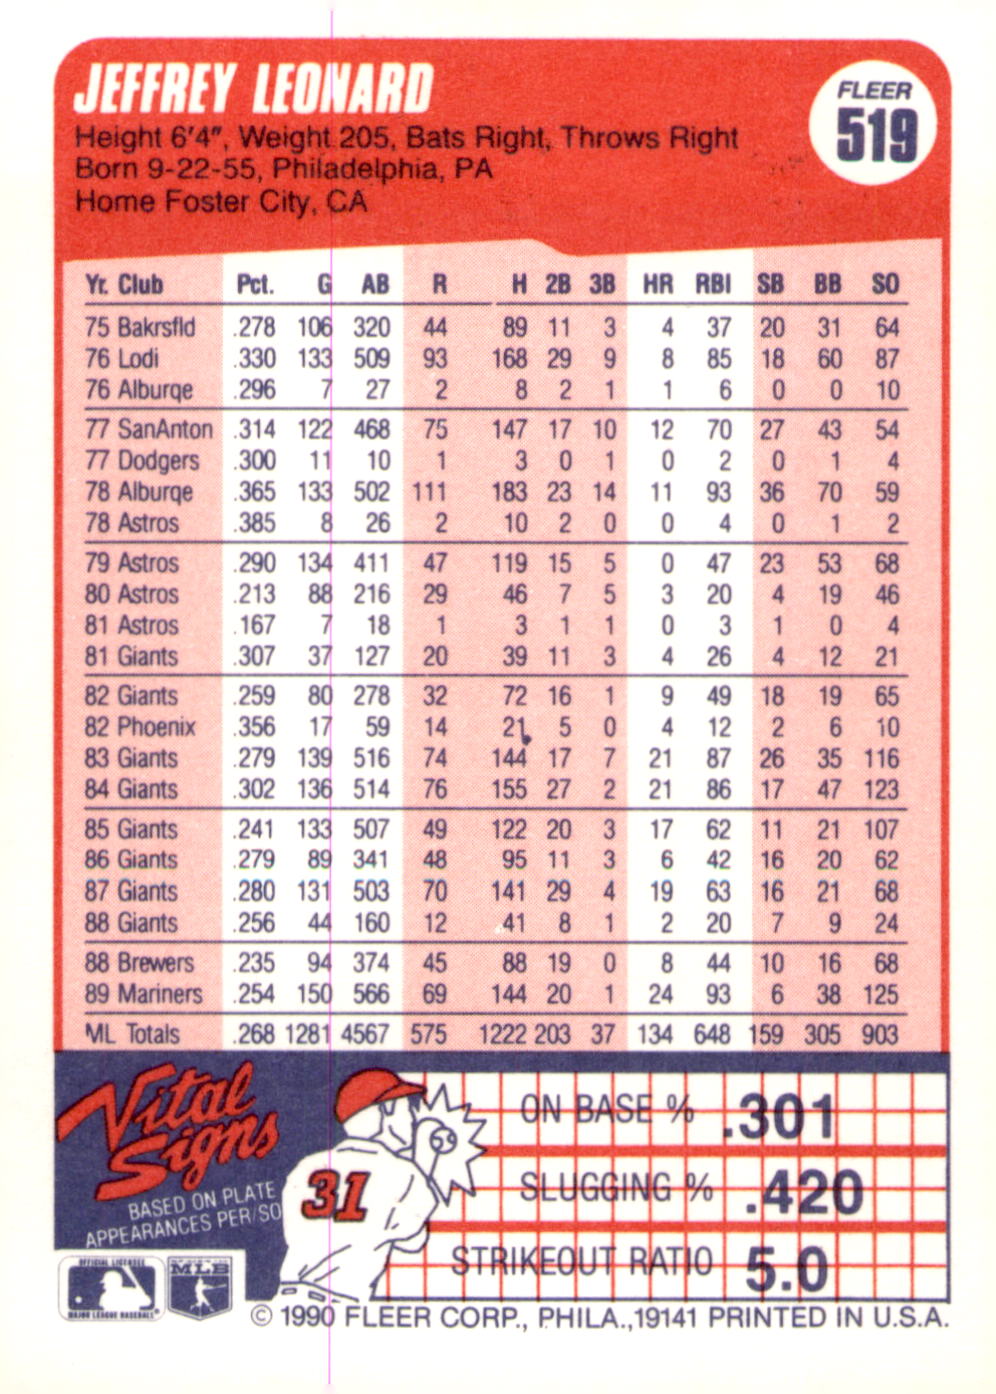 JEFFREY LEONARD
FLEER
519
Height 6'4", Weight 205, Bats Right, Throws Right
Born 9-22-55, Philadelphia, PA
Home Foster City, CA
Yr. Club Pct. G AB R H 2B 3B HR RBI SB BB SO
75 Bakrsfld .278 106 320 44 89 11 3 4 37 20 31 64
76 Lodi .330 133 509 93 168 29 9 8 85 18 60 87
76 Alburqe .296 7 27 2 8 2 1 1 6 0 0 10
77 SanAnton .314 122 468 75 147 17 10 12 70 27 43 54
77 Dodgers .300 11 10 1 3 0 1 0 2 0 1 4
78 Alburqe .365 133 502 111 183 23 14 11 93 36 70 59
78 Astros .385 8 26 2 10 2 0 0 4 0 1 2
79 Astros .290 134 411 47 119 15 5 0 47 23 53 68
80 Astros .213 88 216 29 46 7 5 3 20 4 19 46
81 Astros .167 7 18 1 3 1 1 0 3 1 0 4
81 Giants .307 37 127 20 39 11 3 4 26 4 12 21
82 Giants .259 80 278 32 72 16 1 9 49 18 19 65
82 Phoenix .356 17 59 14 21 5 0 4 12 2 6 10
83 Giants .279 139 516 74 144 17 7 21 87 26 35 116
84 Giants .302 136 514 76 155 27 2 21 86 17 47 123
85 Giants .241 133 507 49 122 20 3 17 62 11 21 107
86 Giants .279 89 341 48 95 11 3 6 42 16 20 62
87 Giants .280 131 503 70 141 29 4 19 63 16 21 68
88 Giants .256 44 160 12 41 8 1 2 20 7 9 24
88 Brewers .235 94 374 45 88 19 0 8 44 10 16 68
89 Mariners .254 150 566 69 144 20 1 24 93 6 38 125
ML Totals .268 1281 4567 575 1222 203 37 134 648 159 305 903
Vital
Signs
BASED ON PLATE
APPEARANCES PER/SO
31
ON BASE % .301
SLUGGING % .420
STRIKEOUT RATIO 5.0
OFFICIAL LICENSEE
MAJOR LEAGUE BASEBALL
MLB
© 1990 FLEER CORP., PHILA.,19141 PRINTED IN U.S.A.